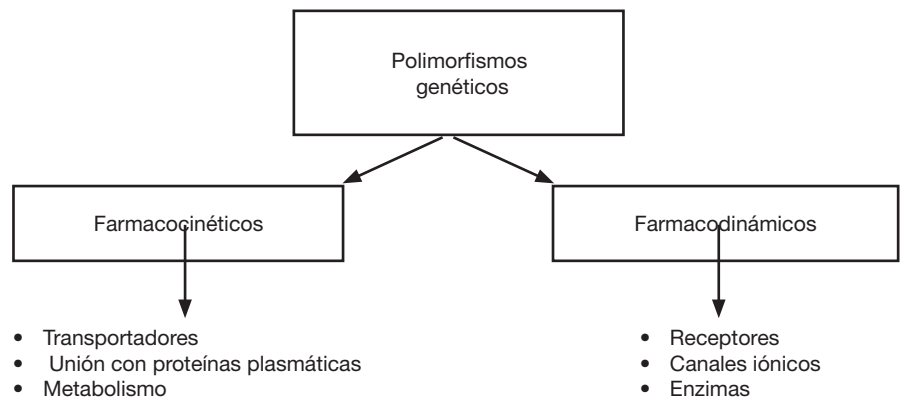 Polimorfismos
genéticos
Farmacocinéticos
Farmacodinámicos
• Transportadores
• Unión con proteínas plasmáticas
• Metabolismo
• Receptores
• Canales iónicos
• Enzimas